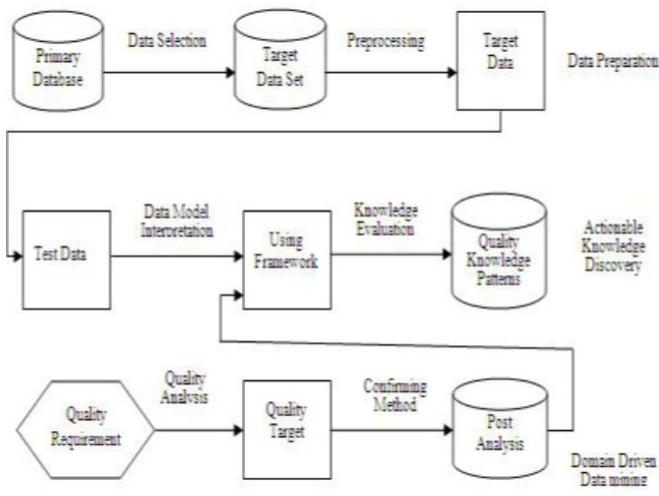 Primary
Database
Data Selection
Target
Data Set
Preprocessing
Target
Data
Data Preparation
Test Data
Data Model
Interpretation
Using
Framework
Knowledge
Evaluation
Quality
Knowledge
Patterns
Actionable
Knowledge
Discovery
Quality
Requirement
Quality
Analysis
Quality
Target
Confirming
Method
Post
Analysis
Domain Driven
Data mining